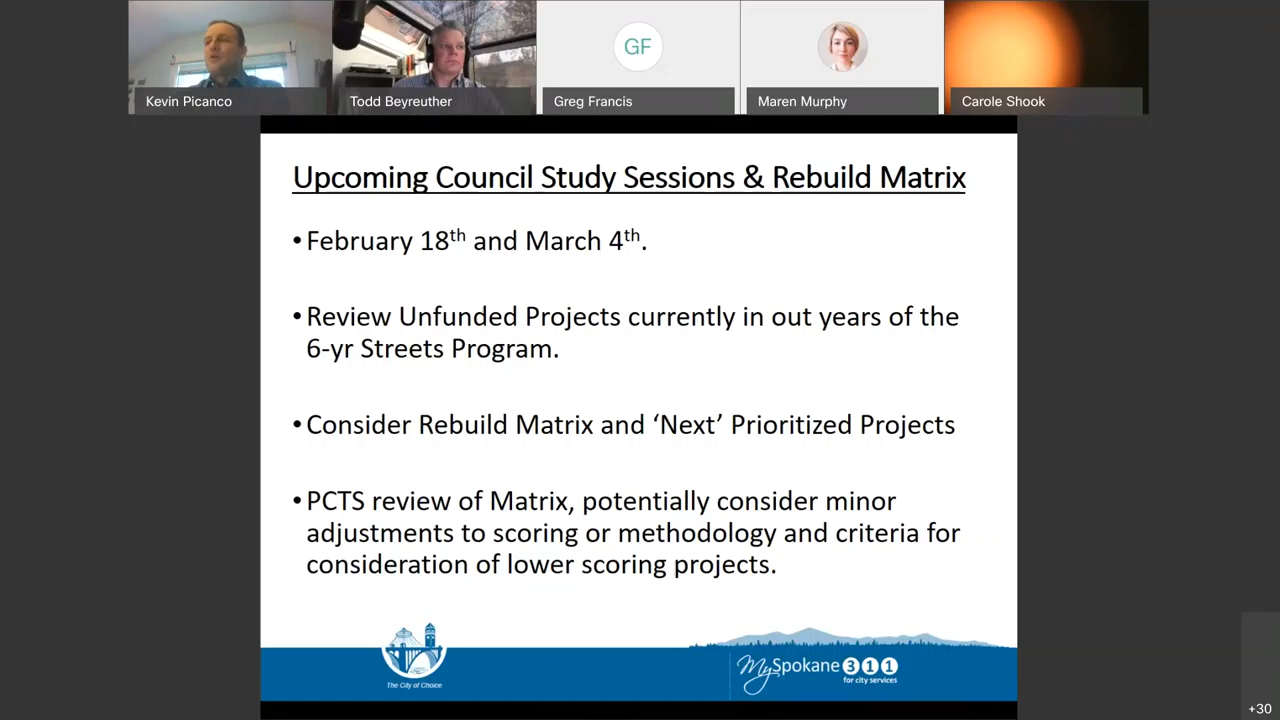 GF
Kevin Picanco
Todd Beyreuther
Greg Francis
Maren Murphy
Carole Shook
Upcoming Council Study Sessions & Rebuild Matrix
•February 18th and March 4th.
•Review Unfunded Projects currently in out years of the
6-yr Streets Program.
•Consider Rebuild Matrix and ‘Next’ Prioritized Projects
•PCTS review of Matrix, potentially consider minor
adjustments to scoring or methodology and criteria for
consideration of lower scoring projects.
The City of Choice
MySpokane 311
for city services
+30